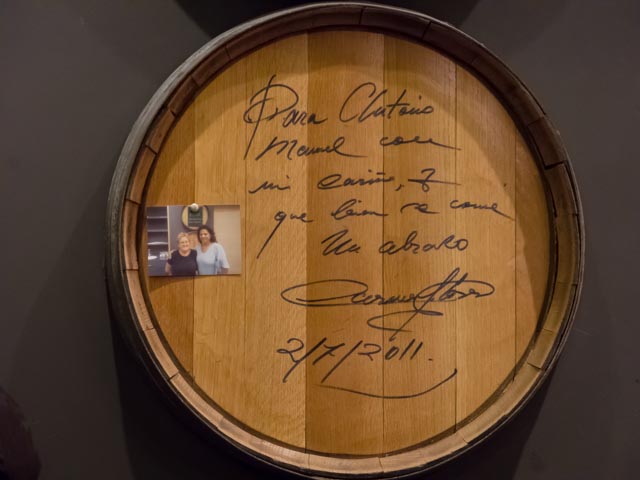 Para Antonio
Manuel con
mi cariño, y
que bien se come
Un abrazo
2/7/2011.